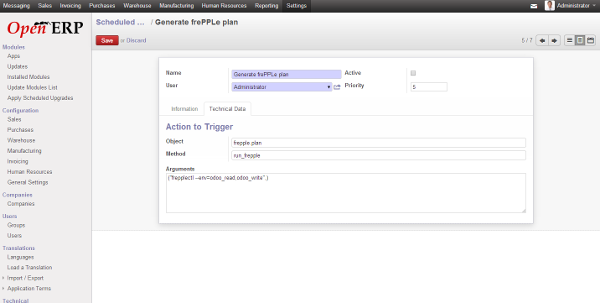 Messaging Sales Invoicing Purchases Warehouse Manufacturing Human Resources Reporting Settings Administrator
Open ERP
Scheduled ... / Generate frePPLe plan
Save or Discard
5 / 7
Modules
Apps
Updates
Installed Modules
Update Modules List
Apply Scheduled Upgrades
Configuration
Sales
Purchases
Warehouse
Manufacturing
Invoicing
Human Resources
General Settings
Companies
Companies
Users
Groups
Users
Translations
Languages
Load a Translation
Import / Export
Application Terms
Technical
Name Generate frePPLe plan Active
User Administrator Priority 5
Information Technical Data
Action to Trigger
Object frepple.plan
Method run_frepple
Arguments
("frepplectl --env=odoo_read,odoo_write",)